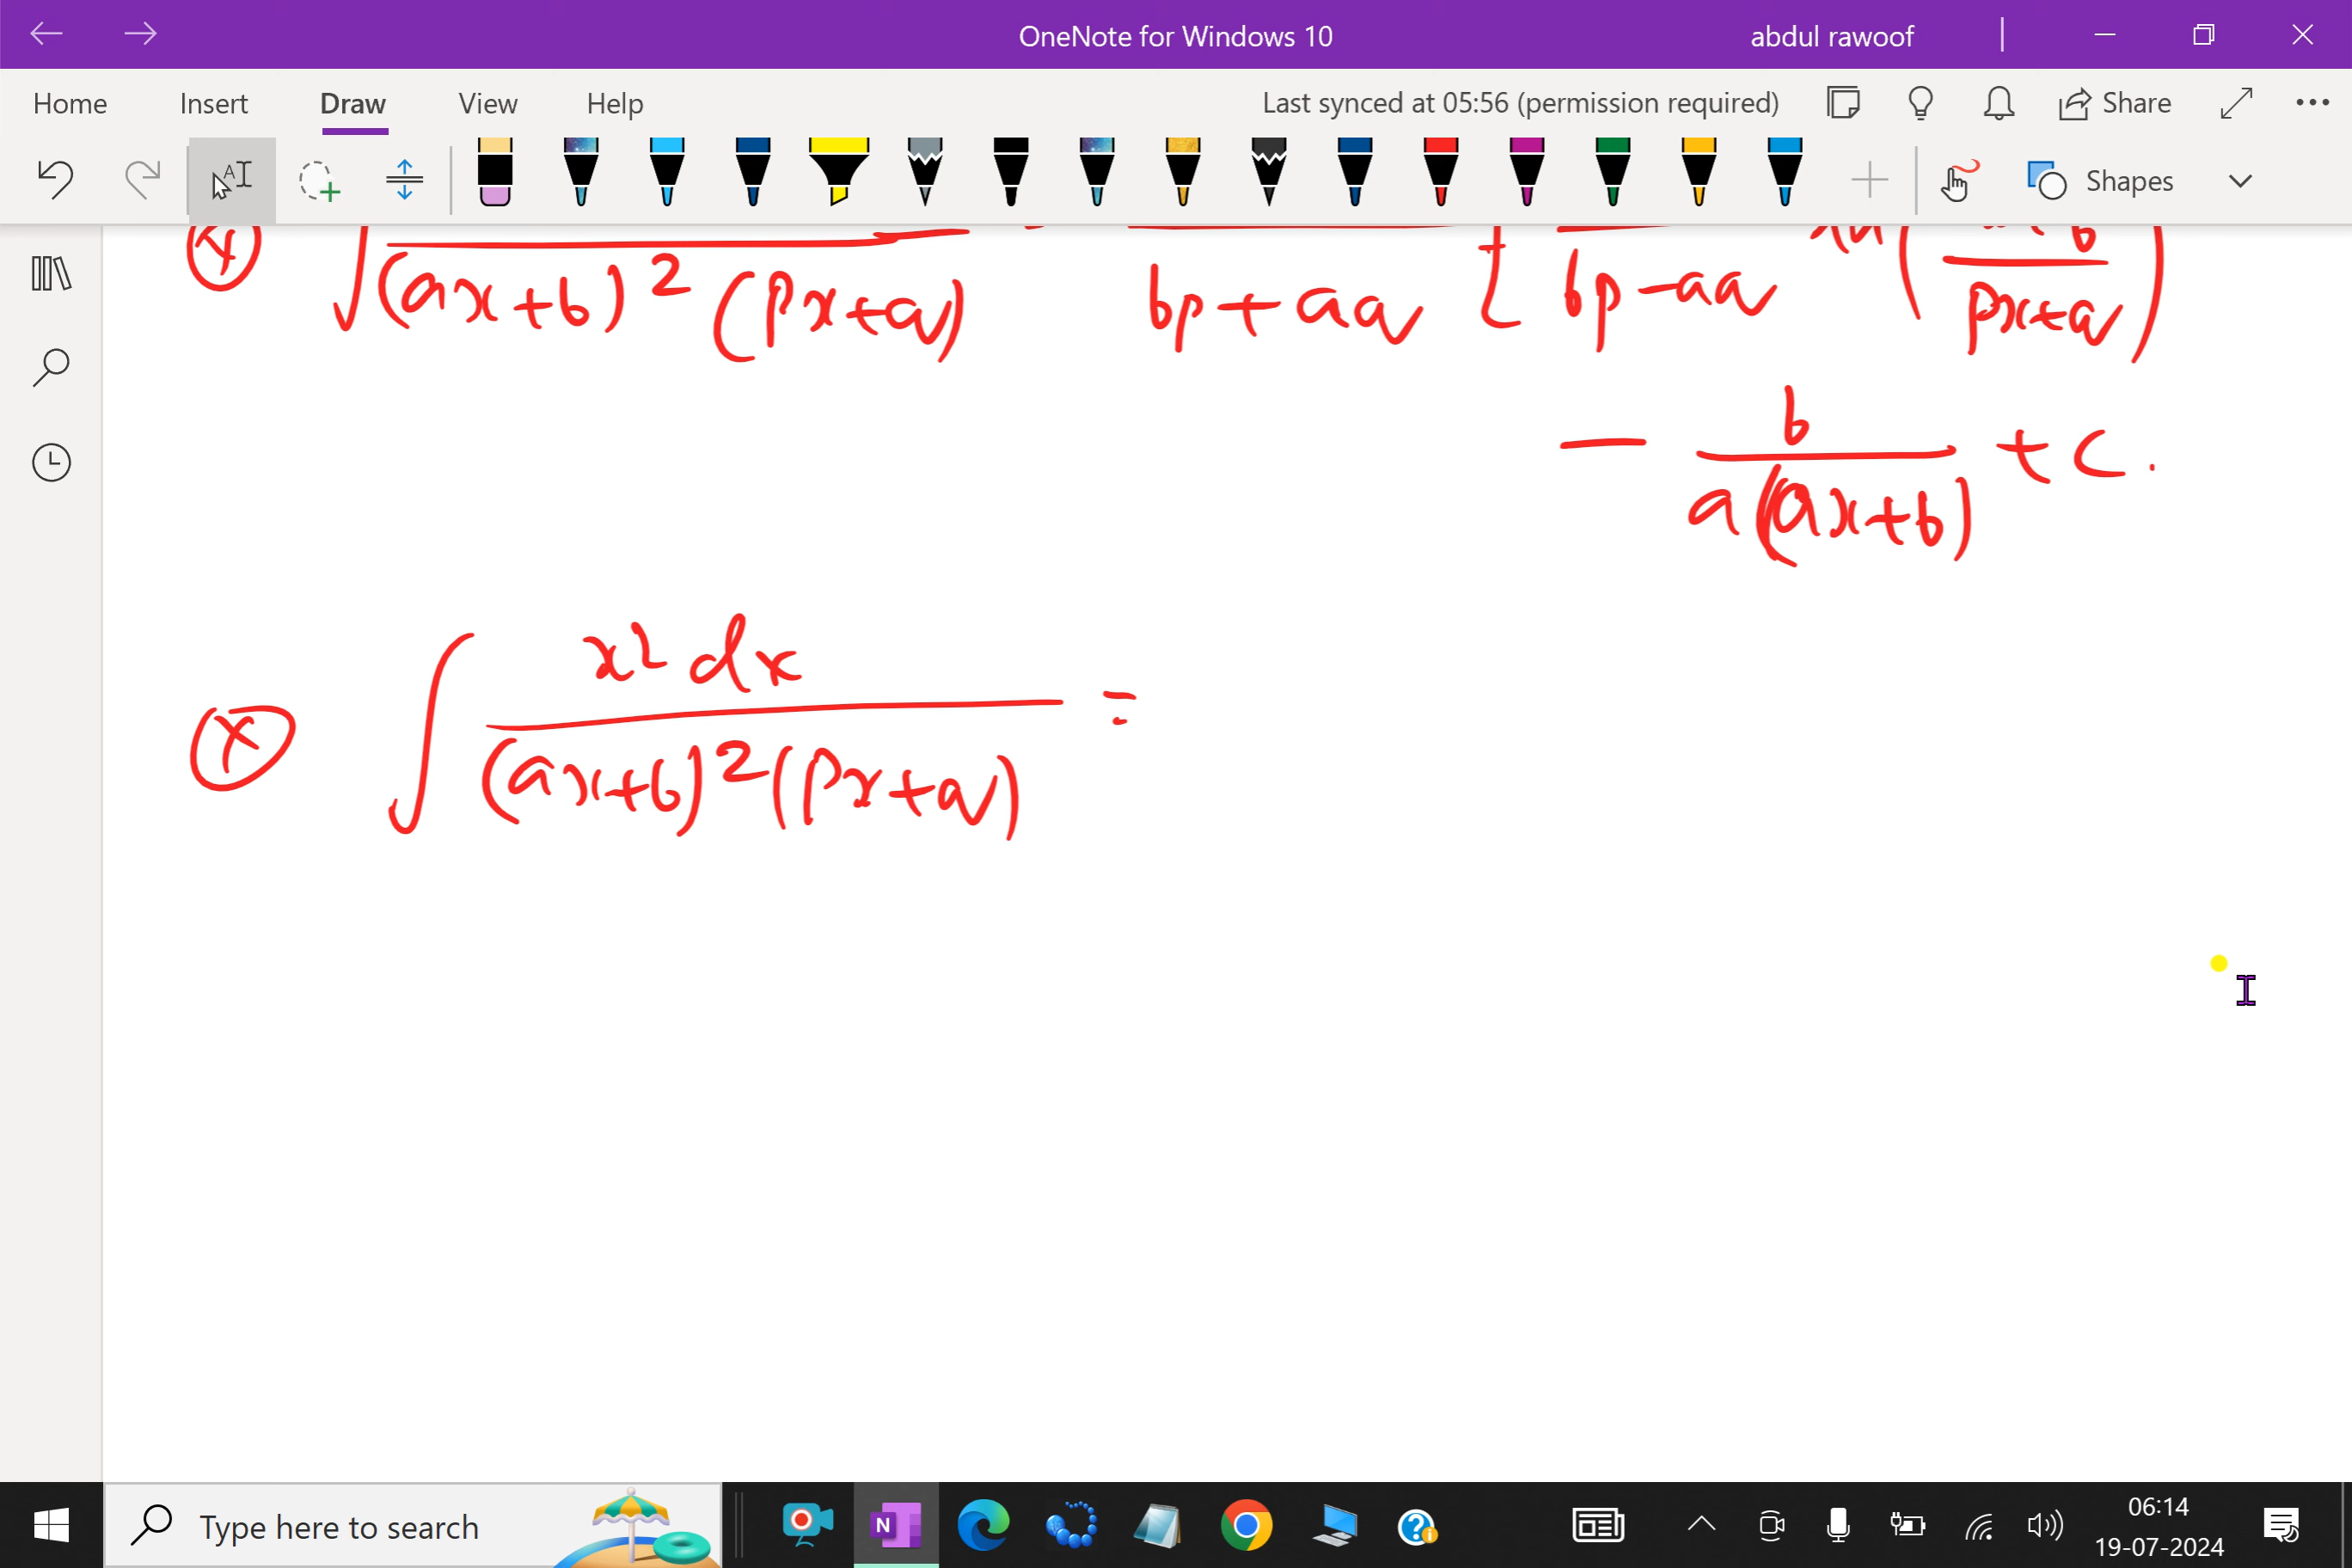 OneNote for Windows 10
abdul rawoof
Home Insert Draw View Help
Last synced at 05:56 (permission required)
Share
Shapes
∫ (ax+b)² (px+q) bp+aq [ bp-aq ( px+q )
- b / a(ax+b) + c.
∫ x² dx / (ax+b)² (px+q) =
Type here to search
06:14
19-07-2024